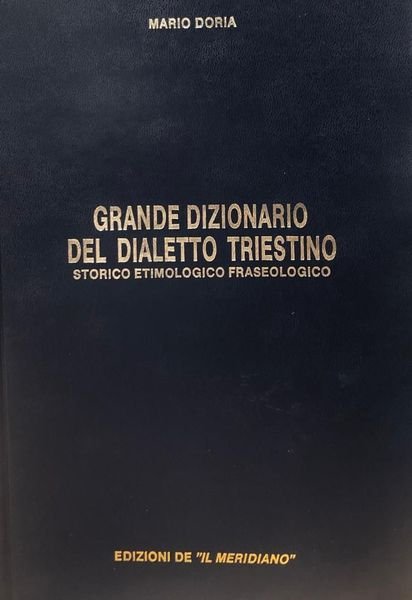 MARIO DORIA
GRANDE DIZIONARIO
DEL DIALETTO TRIESTINO
STORICO ETIMOLOGICO FRASEOLOGICO
EDIZIONI DE "IL MERIDIANO"